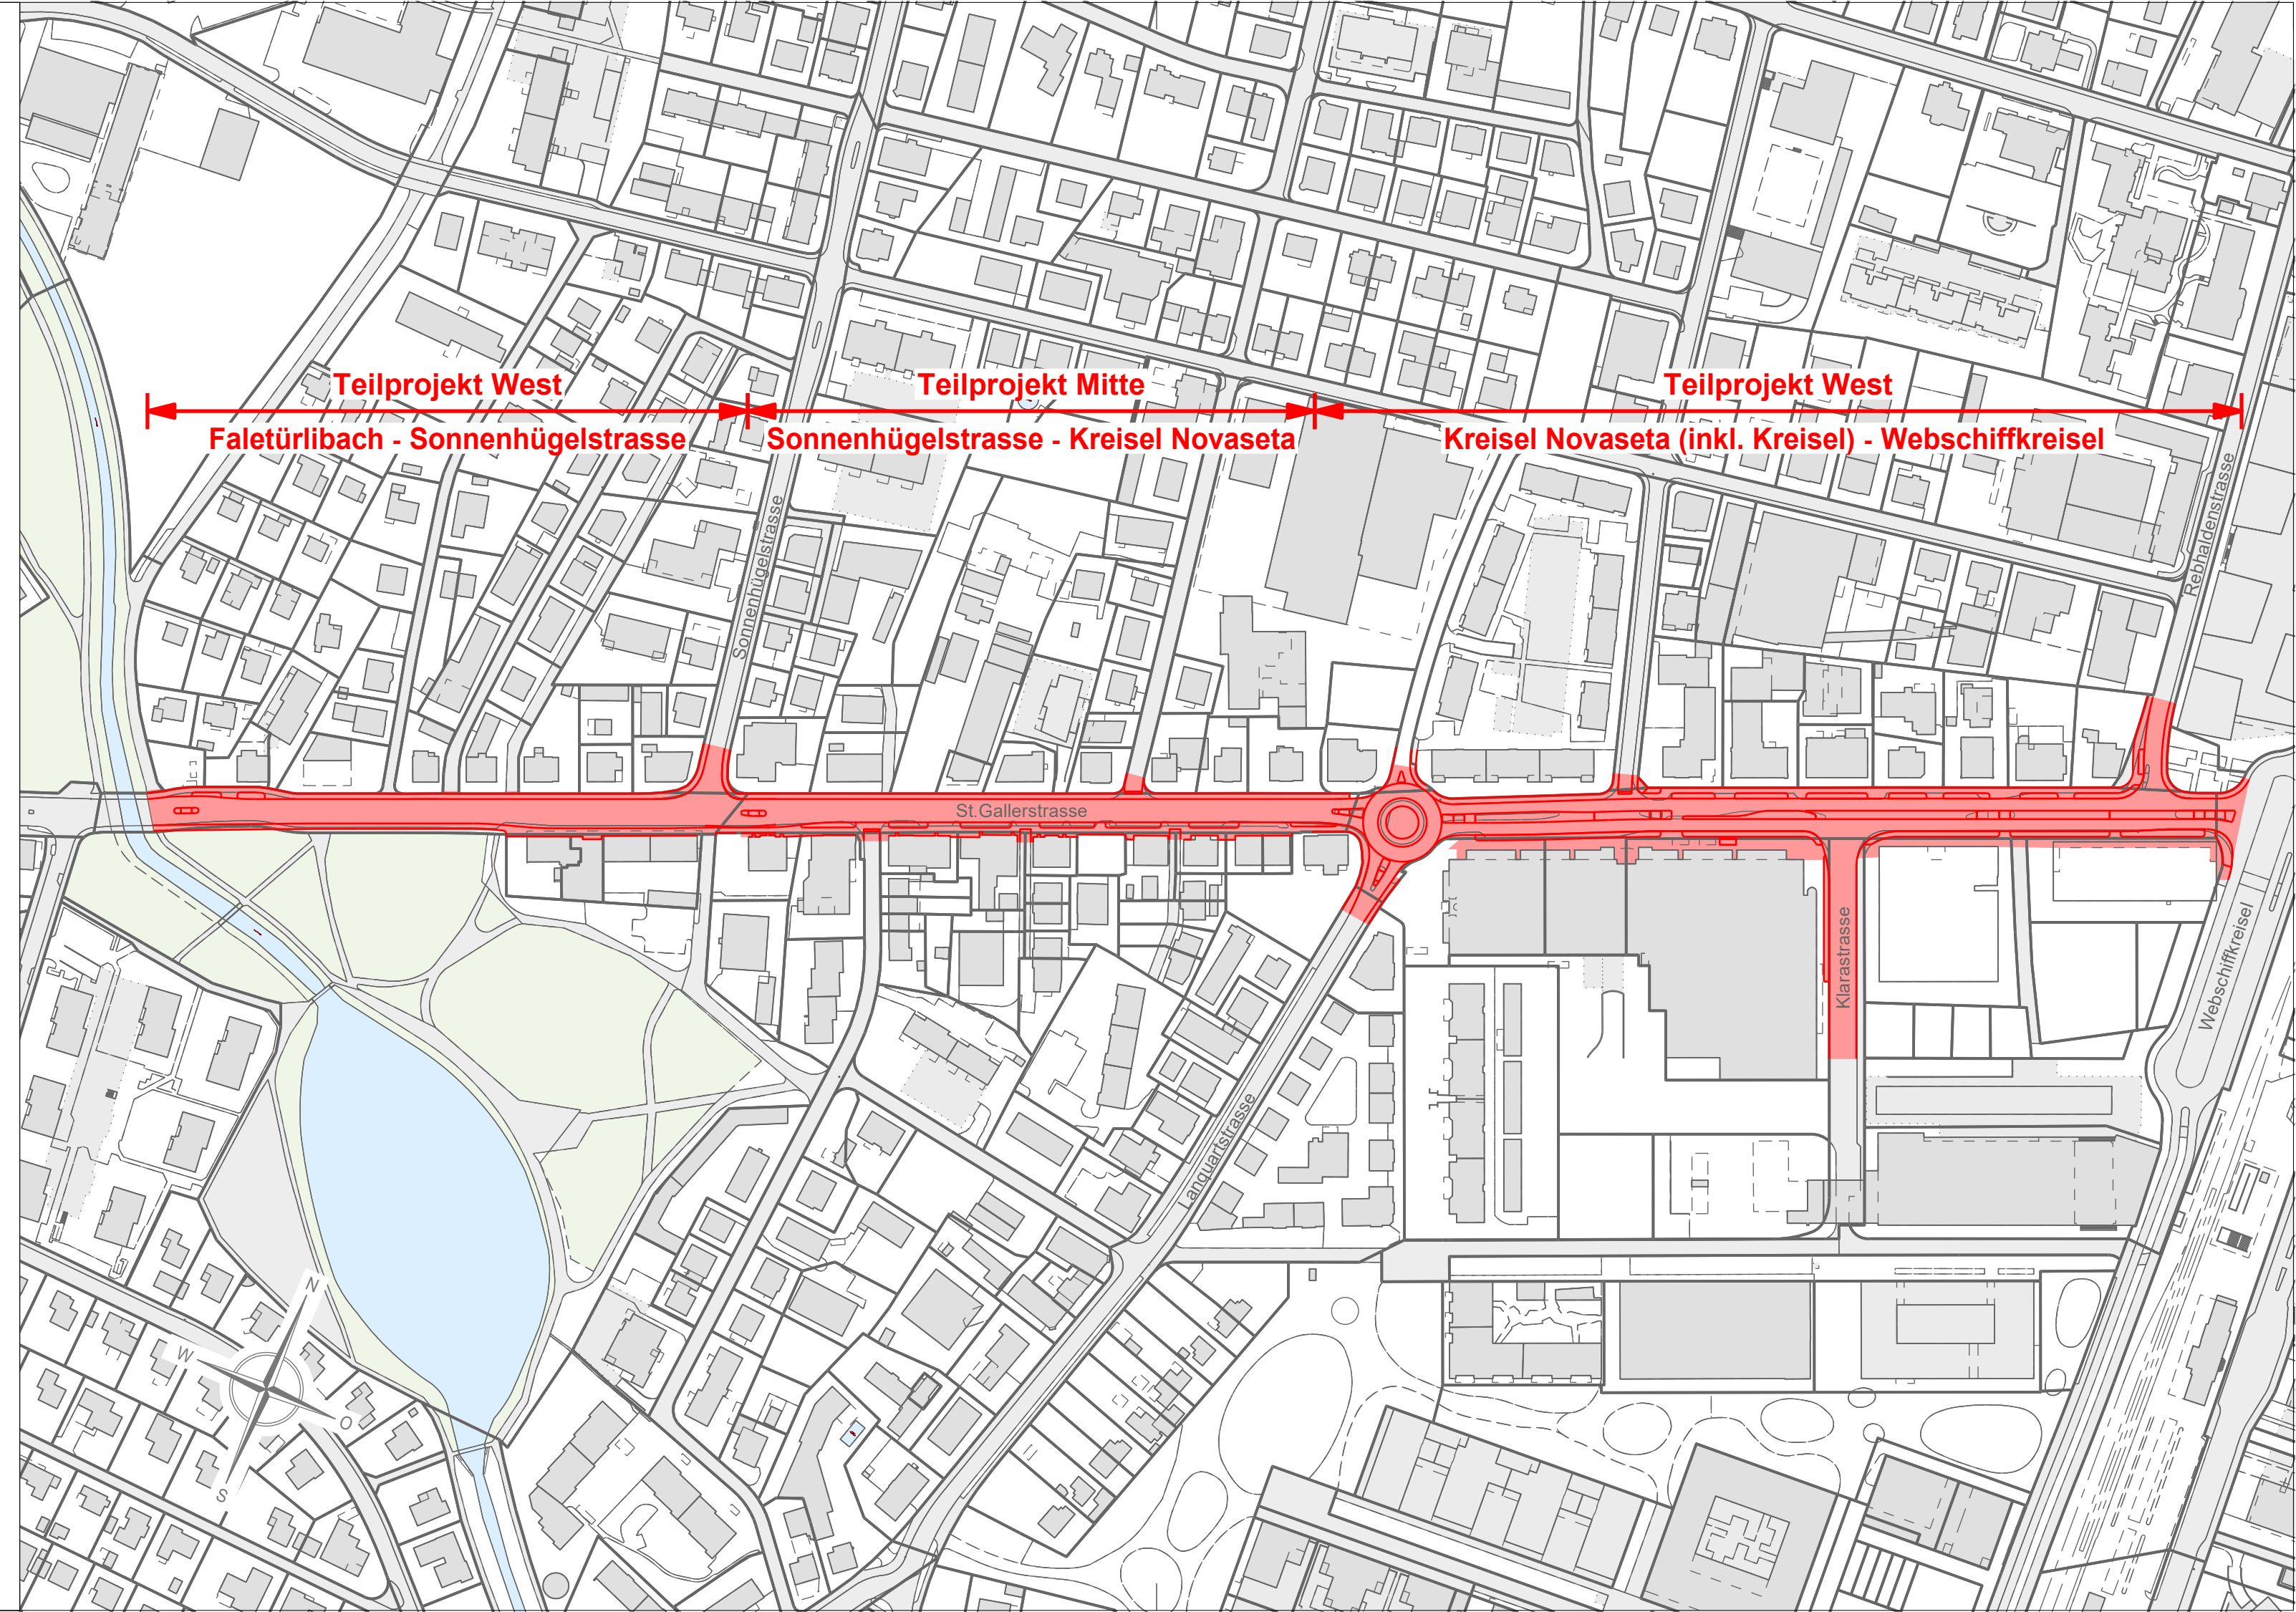 Teilprojekt West
Teilprojekt Mitte
Teilprojekt West
Faletürlibach - Sonnenhügelstrasse
Sonnenhügelstrasse - Kreisel Novaseta
Kreisel Novaseta (inkl. Kreisel) - Webschiffkreisel
Sonnenhügelstrasse
Rebhaldenstrasse
St.Gallerstrasse
Klarastrasse
Webschiffkreisel
Lanquartstrasse
N
W
O
S